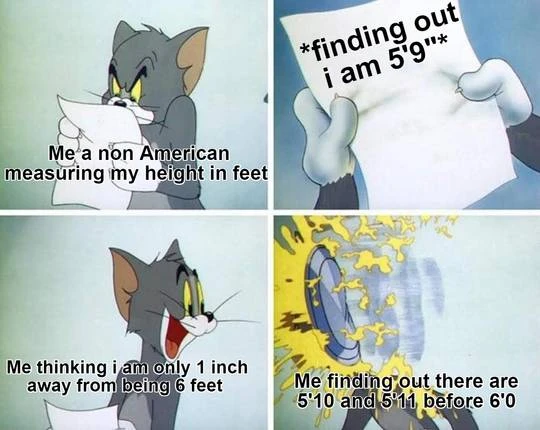 Me a non American
measuring my height in feet
*finding out
i am 5'9"*
Me thinking i am only 1 inch
away from being 6 feet
Me finding out there are
5'10 and 5'11 before 6'0